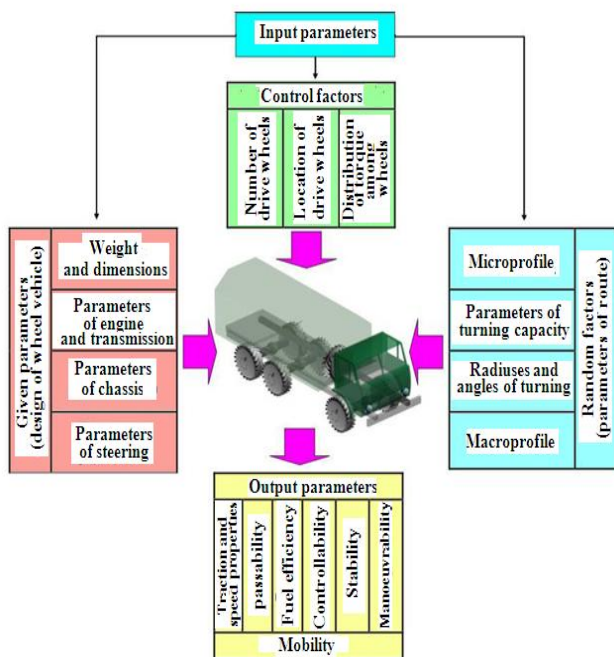 Input parameters
Control factors
Number of
drive wheels
Location of
drive wheels
Distribution
of torque
among
wheels
Given parameters
(design of wheel vehicle)
Weight
and dimensions
Parameters
of engine
and transmission
Parameters
of chassis
Parameters
of steering
Microprofile
Parameters of
turning capacity
Radiuses and
angles of turning
Macroprofile
Random factors
(parameters of route)
Output parameters
Traction and
speed properties
passability
Fuel efficiency
Controllability
Stability
Manoeuvrability
Mobility